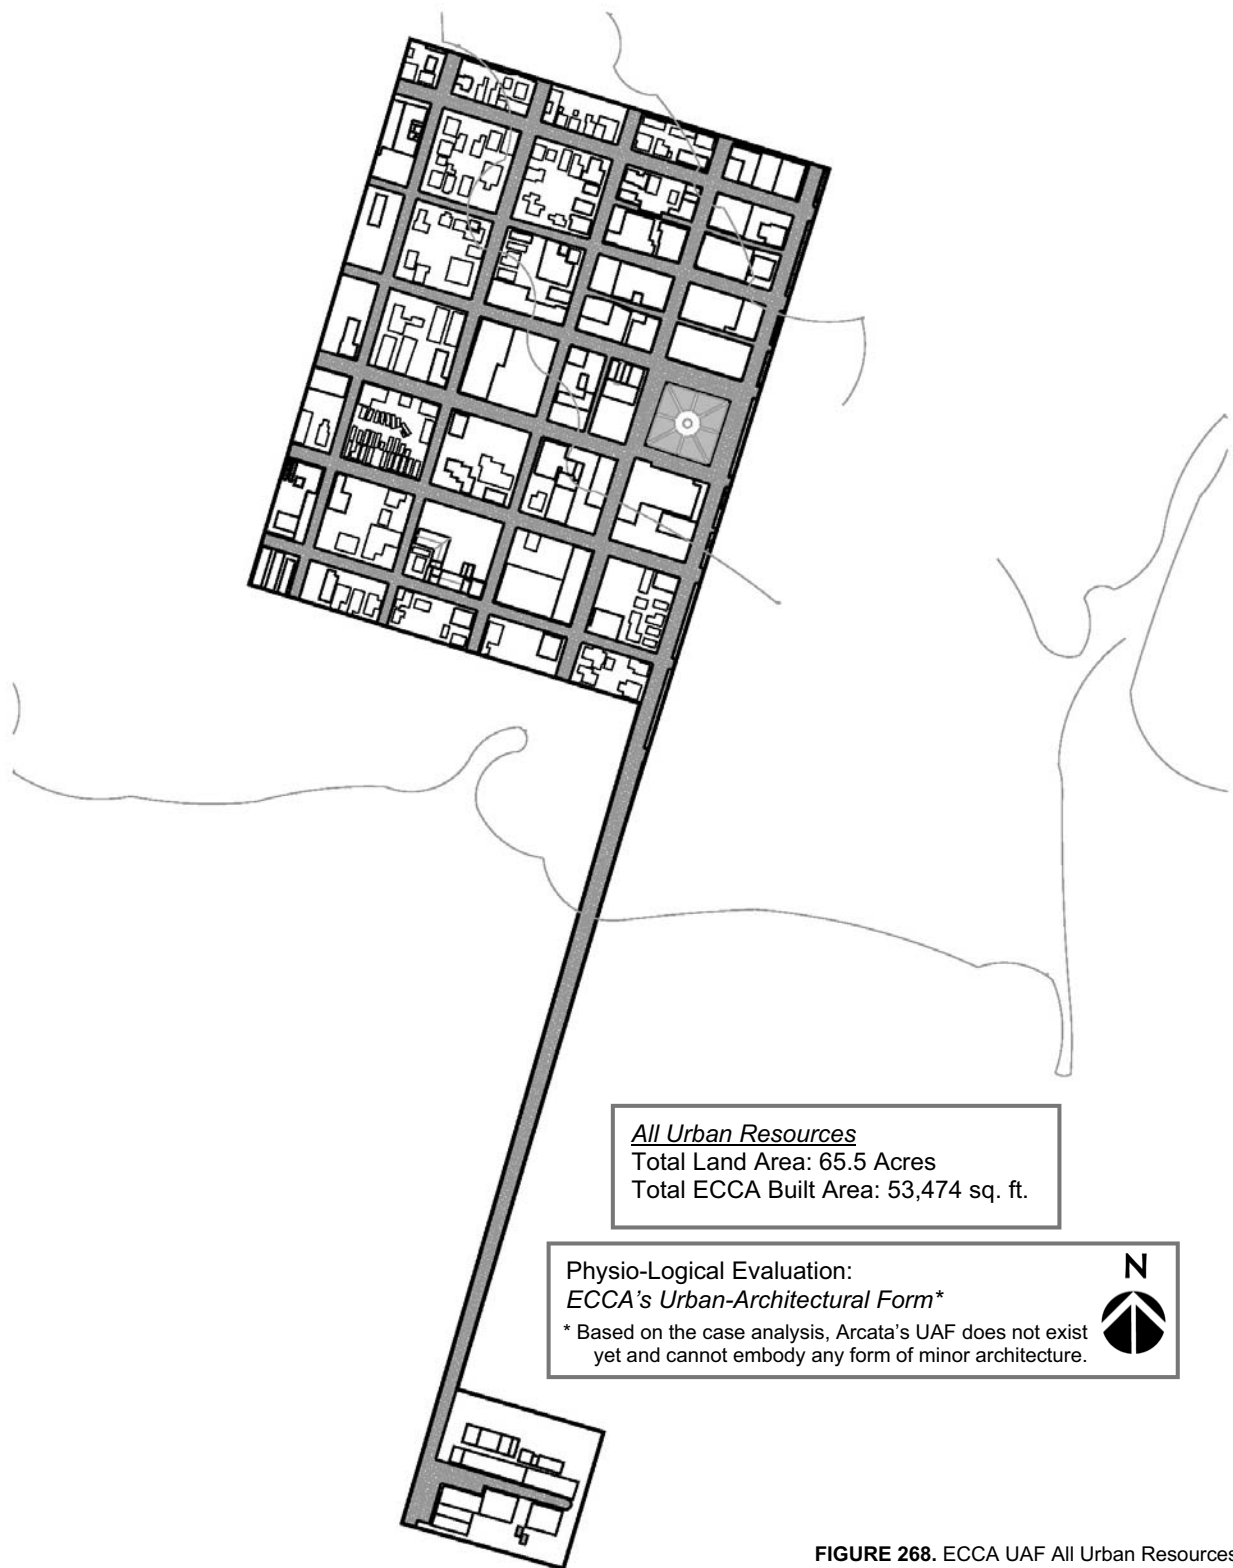 All Urban Resources
Total Land Area: 65.5 Acres
Total ECCA Built Area: 53,474 sq. ft.
Physio-Logical Evaluation:
ECCA's Urban-Architectural Form*
* Based on the case analysis, Arcata's UAF does not exist
yet and cannot embody any form of minor architecture.
N
FIGURE 268. ECCA UAF All Urban Resources